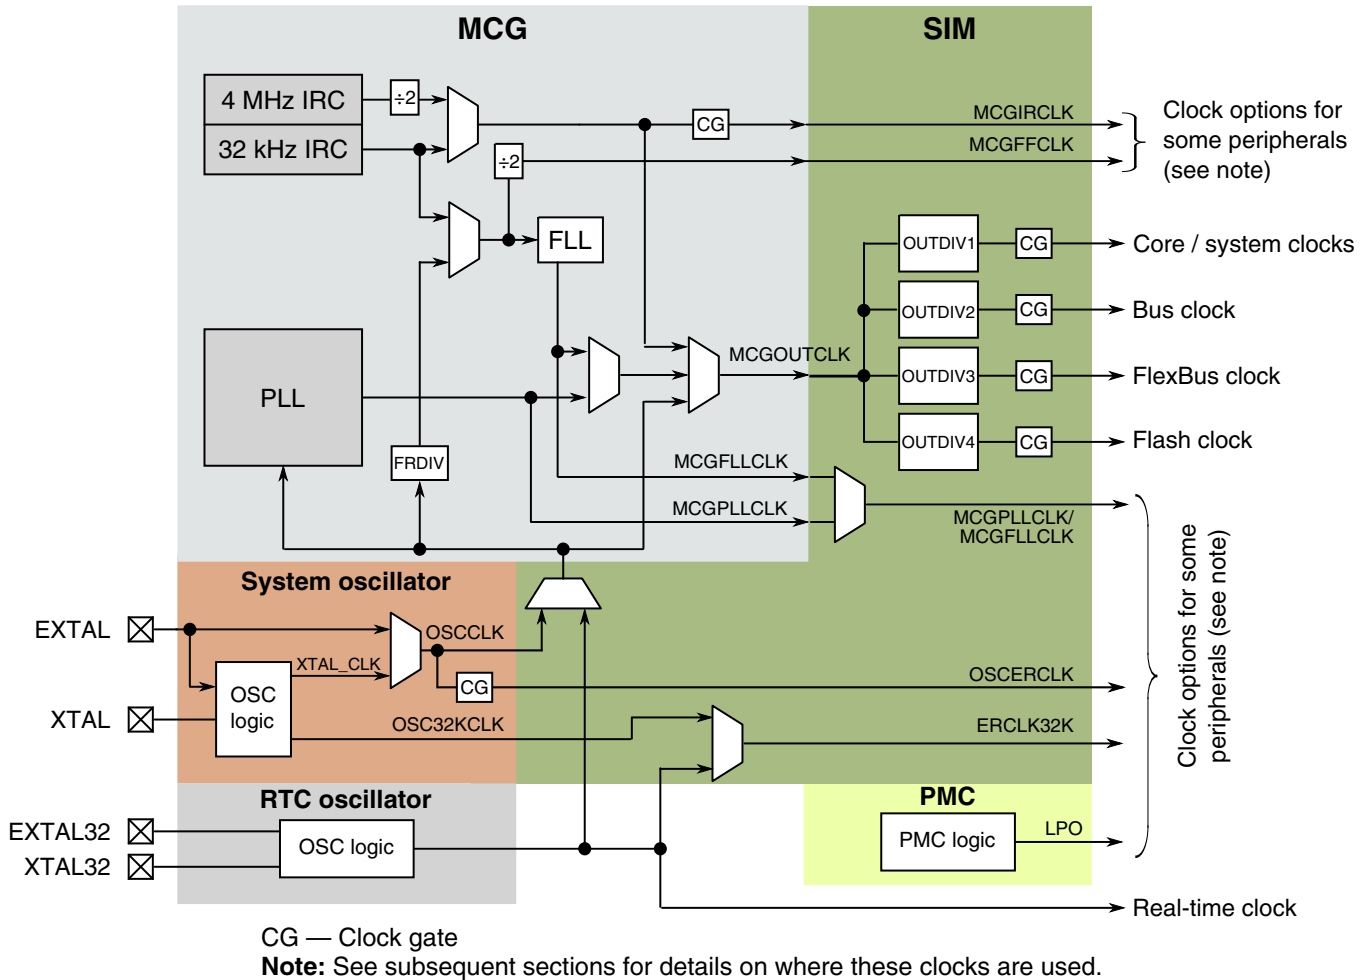 MCG
SIM
4 MHz IRC
÷2
32 kHz IRC
CG
MCGIRCLK
MCGFFCLK
Clock options for
some peripherals
(see note)
÷2
FLL
OUTDIV1
CG
Core / system clocks
OUTDIV2
CG
Bus clock
MCGOUTCLK
OUTDIV3
CG
FlexBus clock
PLL
OUTDIV4
CG
Flash clock
FRDIV
MCGFLLCLK
MCGPLLCLK
MCGPLLCLK/
MCGFLLCLK
Clock options for some
peripherals (see note)
System oscillator
EXTAL
OSCCLK
XTAL_CLK
OSC
logic
CG
OSCERCLK
XTAL
OSC32KCLK
ERCLK32K
RTC oscillator
PMC
EXTAL32
XTAL32
OSC logic
PMC logic
LPO
Real-time clock
CG — Clock gate
Note: See subsequent sections for details on where these clocks are used.